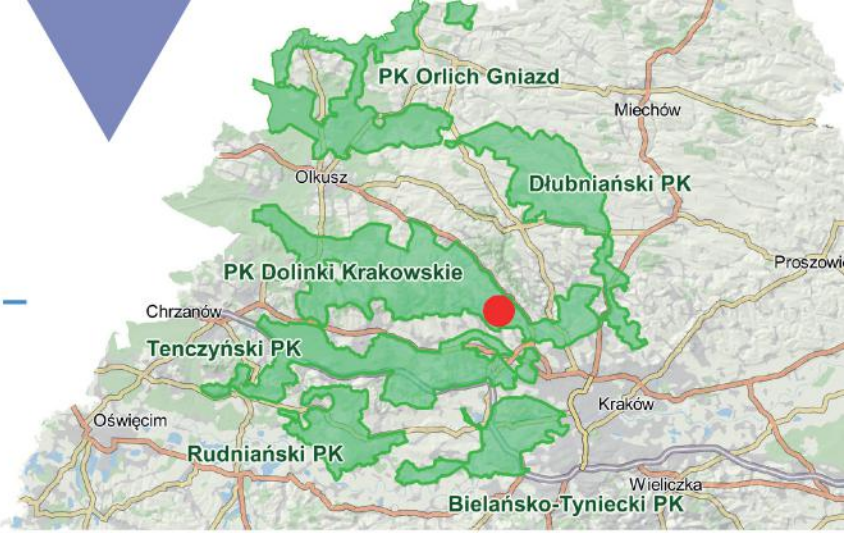 PK Orlich Gniazd
Miechów
Olkusz
Dłubniański PK
PK Dolinki Krakowskie
Proszowi
Chrzanów
Tenczyński PK
Kraków
Oświęcim
Rudniański PK
Wieliczka
Bielańsko-Tyniecki PK